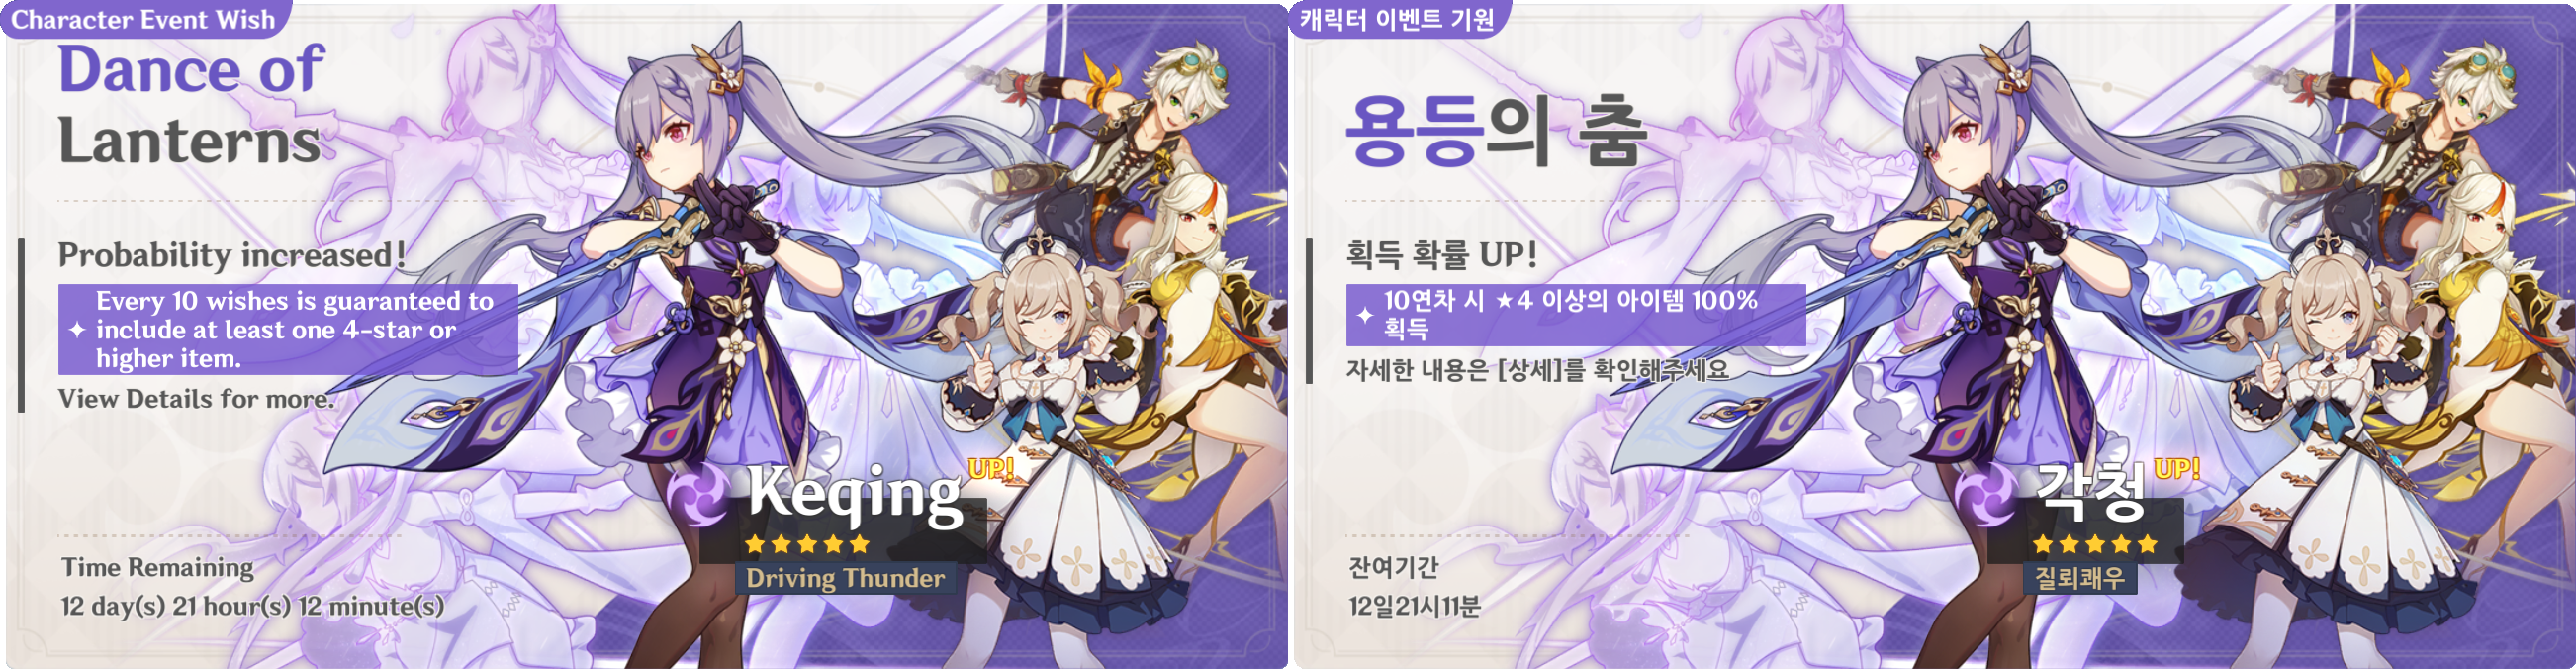 Character Event Wish
Dance of
Lanterns
Probability increased!
Every 10 wishes is guaranteed to
include at least one 4-star or
higher item.
View Details for more.
Keqing UP!
Driving Thunder
Time Remaining
12 day(s) 21 hour(s) 12 minute(s)
캐릭터 이벤트 기원
용등의 춤
획득 확률 UP!
10연차 시 ★4 이상의 아이템 100%
획득
자세한 내용은 [상세]를 확인해주세요
각청 UP!
질뢰쾌우
잔여기간
12일21시11분